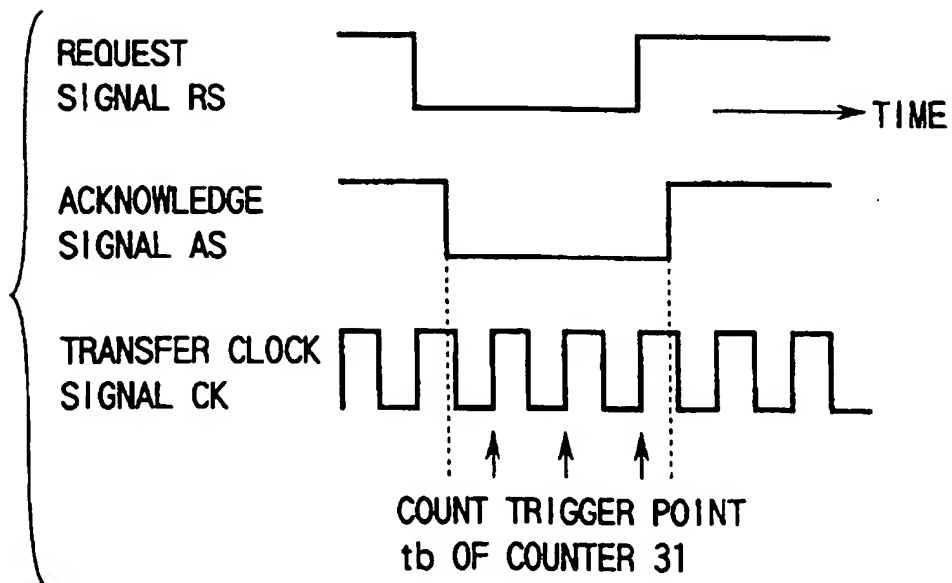 REQUEST
SIGNAL RS
TIME
ACKNOWLEDGE
SIGNAL AS
TRANSFER CLOCK
SIGNAL CK
COUNT TRIGGER POINT
tb OF COUNTER 31